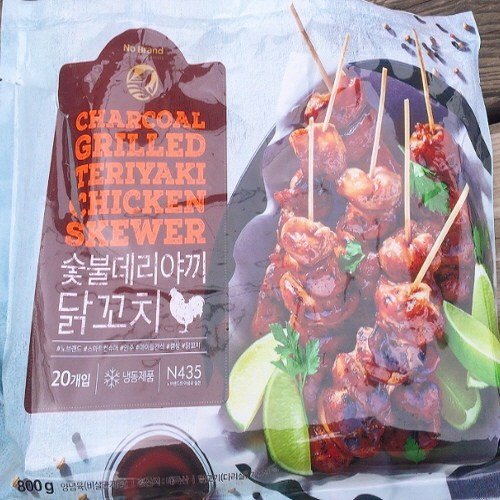 No Brand
CHARCOAL
GRILLED
TERIYAKI
CHICKEN
SKEWER
숯불데리야끼
닭꼬치
20개입
냉동제품
N435
800 g